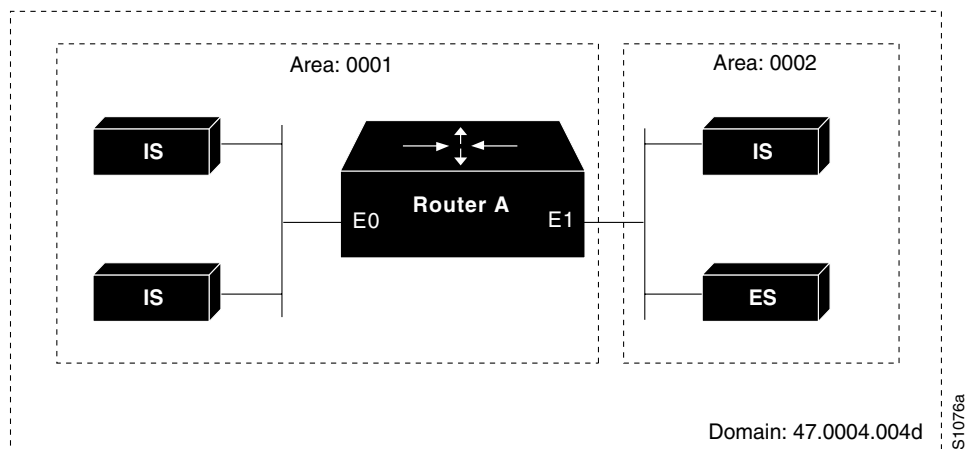 Area: 0001
Area: 0002
IS
IS
Router A
E0
E1
IS
ES
Domain: 47.0004.004d
S1076a